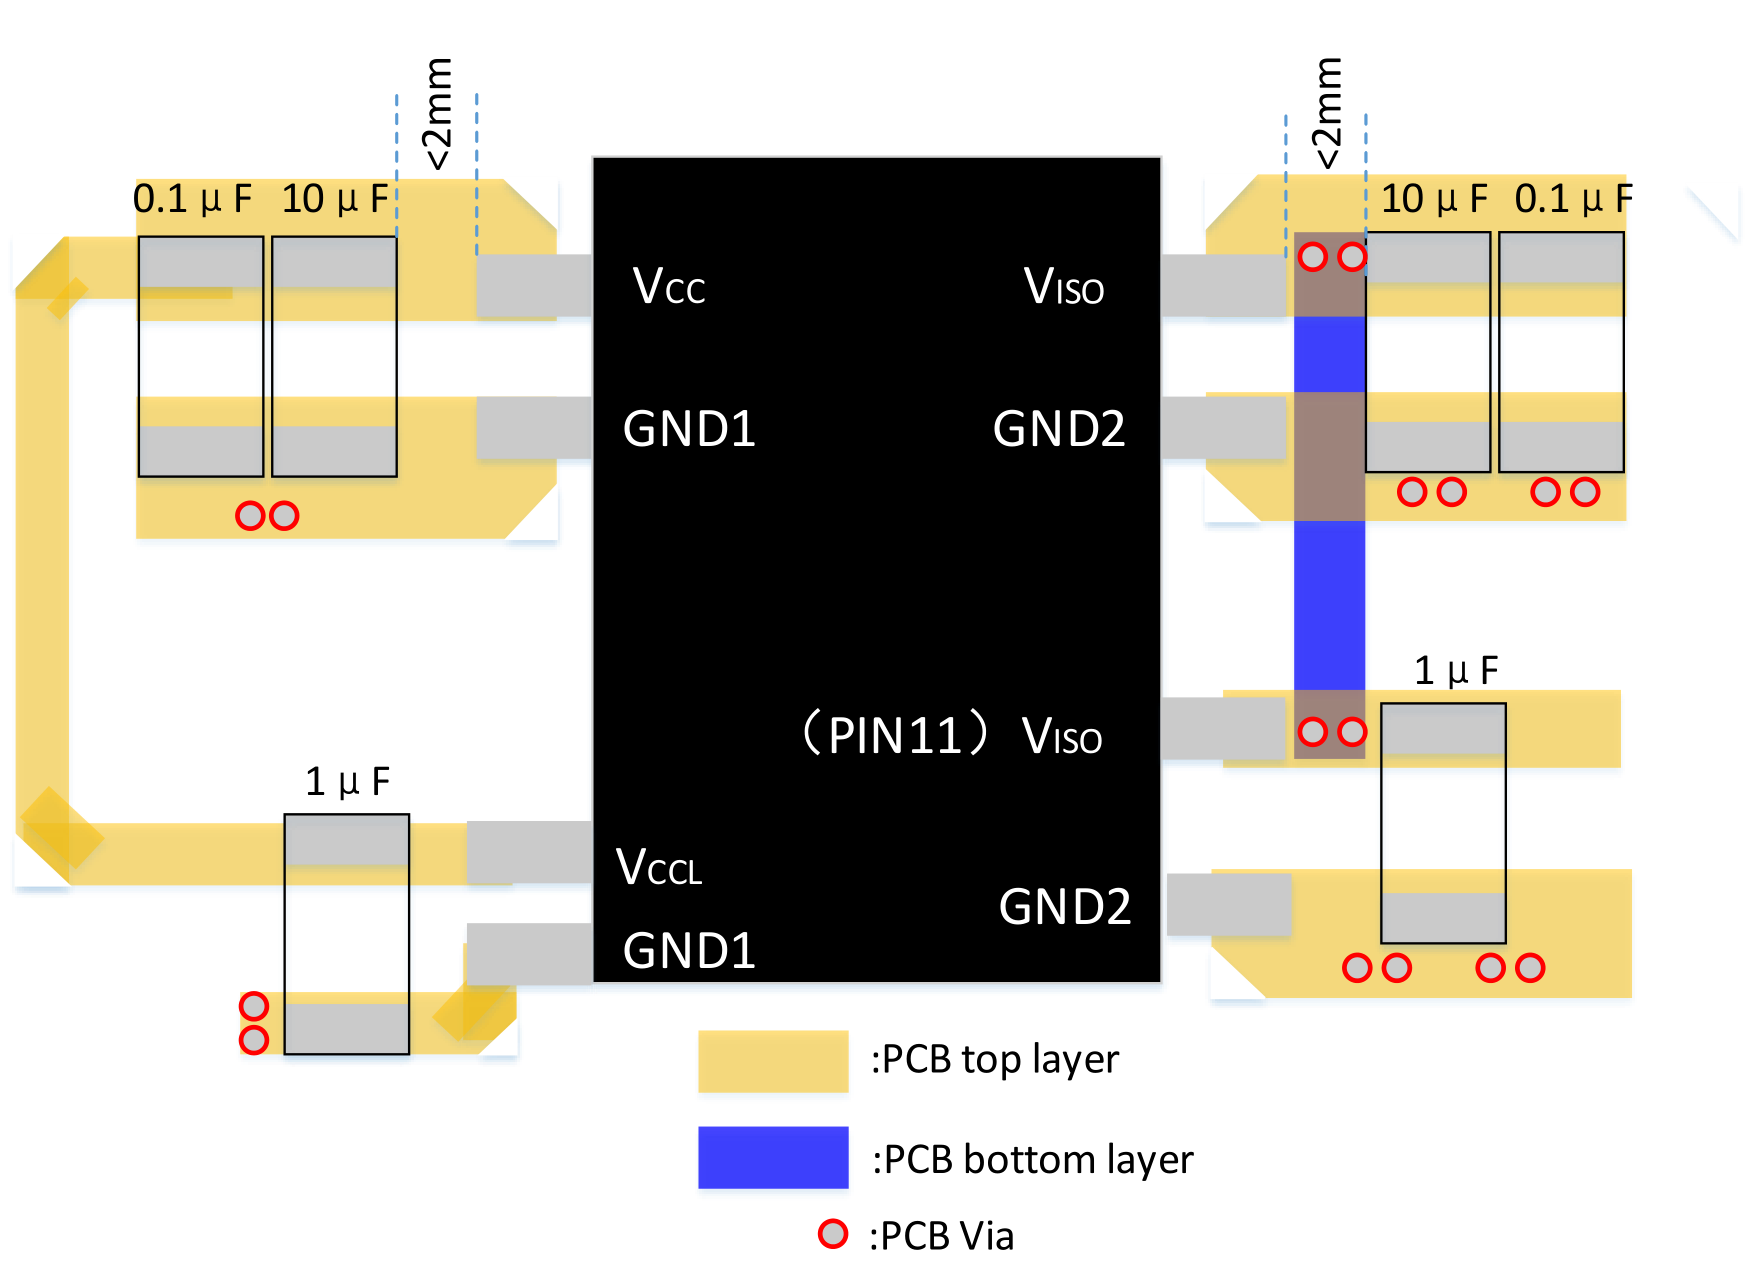 <2mm
<2mm
0.1 μ F
10 μ F
10 μ F
0.1 μ F
VCC
VISO
GND1
GND2
1 μ F
（PIN11）VISO
1 μ F
VCCL
GND2
GND1
:PCB top layer
:PCB bottom layer
:PCB Via